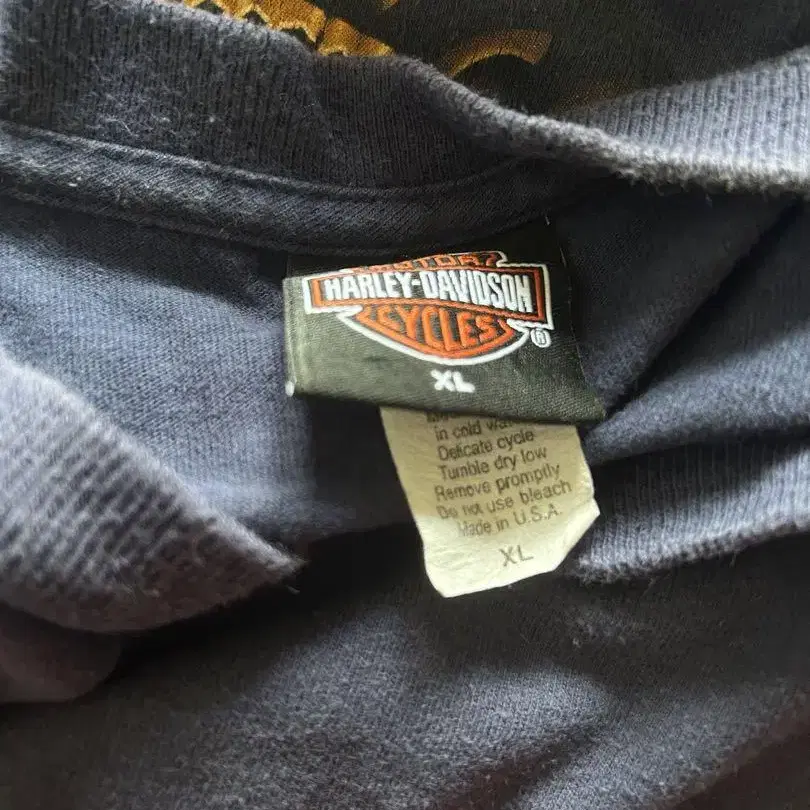 MOTOR
HARLEY-DAVIDSON
CYCLES
®
XL
in cold
Delicate cycle
Tumble dry low
Remove promptly
Do not use bleach
Made in U.S.A.
XL